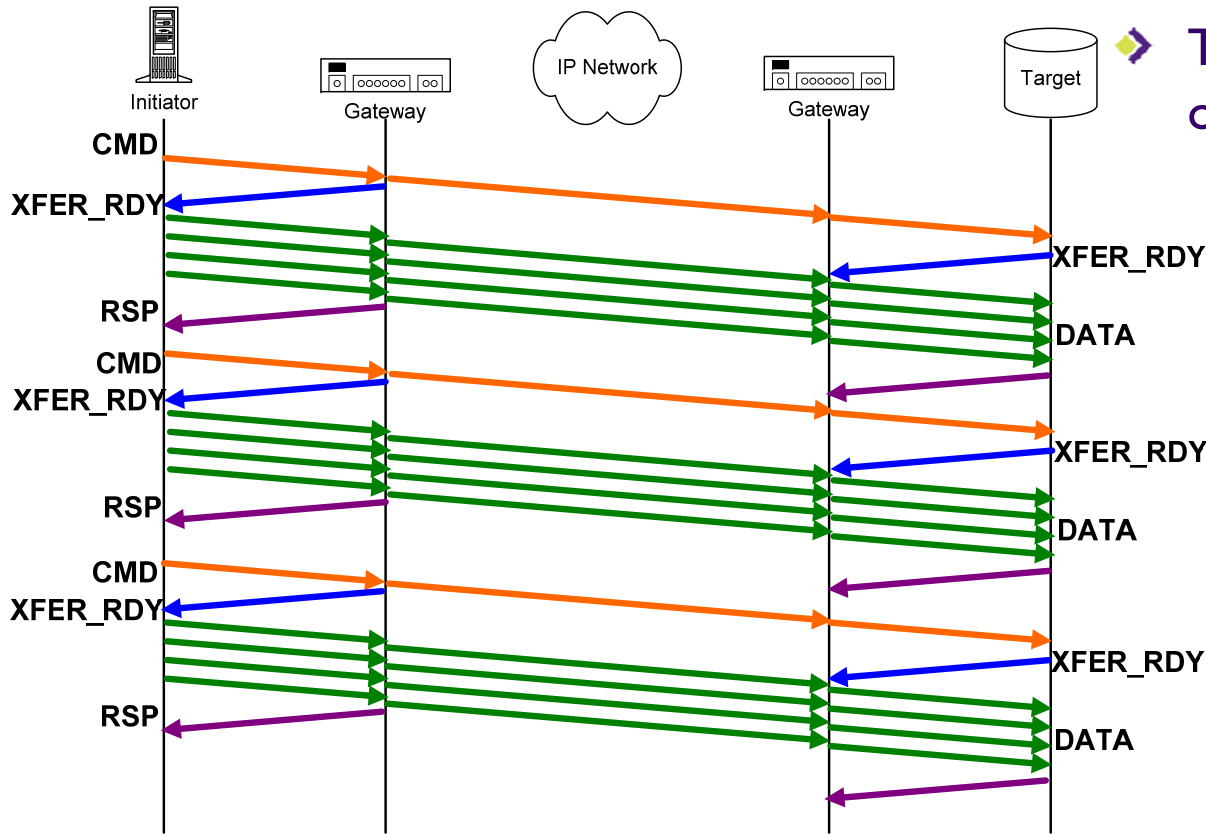 Initiator
Gateway
IP Network
Gateway
Target
T
CMD
XFER_RDY
XFER_RDY
RSP
DATA
CMD
XFER_RDY
XFER_RDY
RSP
DATA
CMD
XFER_RDY
XFER_RDY
RSP
DATA